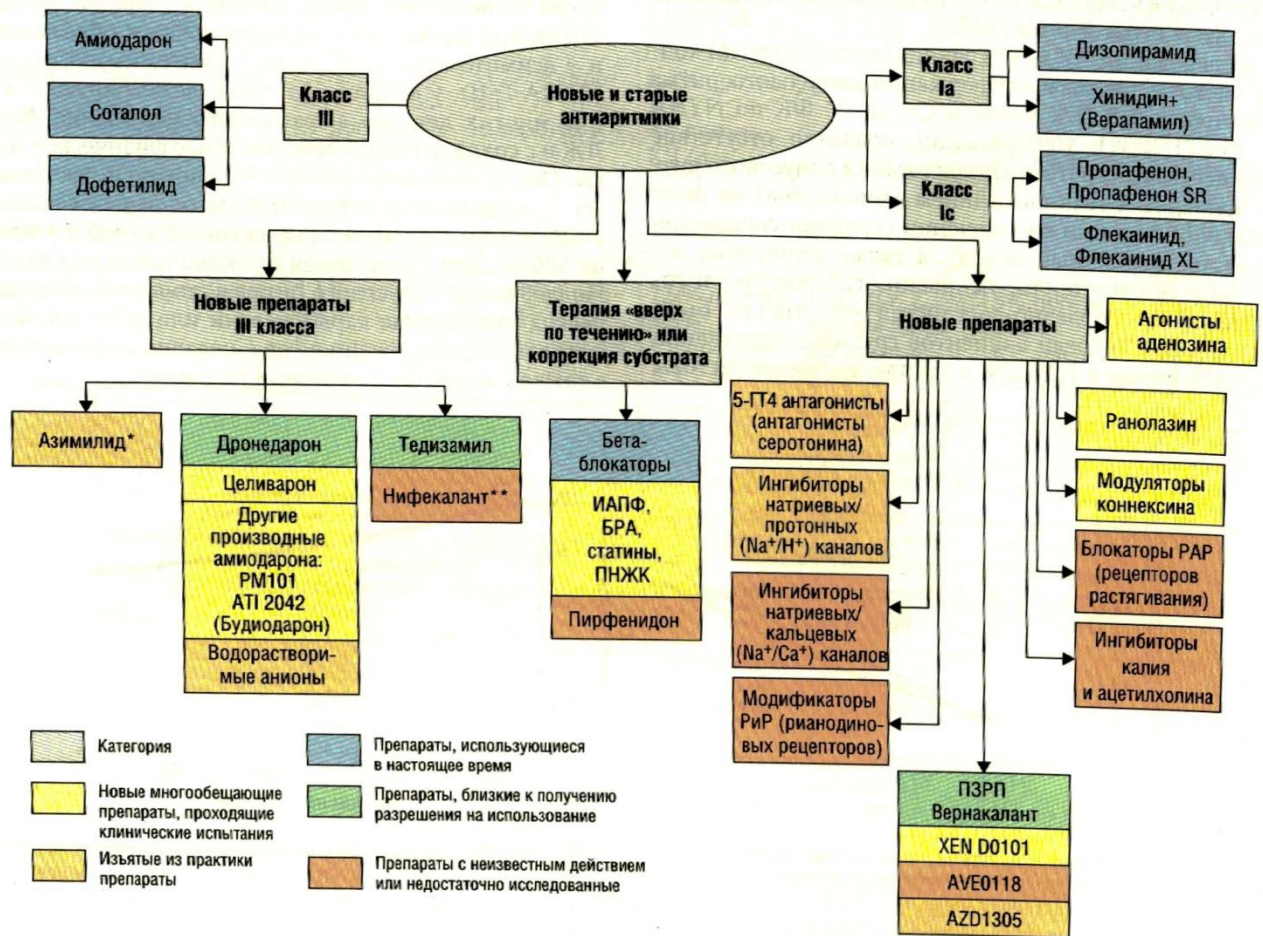 Амиодарон
Соталол
Дофетилид
Класс
III
Новые и старые
антиаритмики
Класс
Ia
Дизопирамид
Хинидин+
(Верапамил)
Класс
Ic
Пропафенон,
Пропафенон SR
Флекаинид,
Флекаинид XL
Новые препараты
III класса
Терапия «вверх
по течению» или
коррекция субстрата
Новые препараты
Агонисты
аденозина
Азимилид*
Дронедарон
Целиварон
Другие
производные
амиодарона:
PM101
ATI 2042
(Будиодарон)
Водораствори-
мые анионы
Тедизамил
Нифекалант**
Бета-
блокаторы
ИАПФ,
БРА,
статины,
ПНЖК
Пирфенидон
5-ГТ4 антагонисты
(антагонисты
серотонина)
Ингибиторы
натриевых/
протонных
(Na⁺/H⁺) каналов
Ингибиторы
натриевых/
кальцевых
(Na⁺/Ca⁺) каналов
Модификаторы
РиР (рианодино-
вых рецепторов)
Ранолазин
Модуляторы
коннексина
Блокаторы РАР
(рецепторов
растягивания)
Ингибиторы
калия
и ацетилхолина
ПЗРП
Вернакалант
XEN D0101
AVE0118
AZD1305
Категория
Новые многообещающие
препараты, проходящие
клинические испытания
Изъятые из практики
препараты
Препараты, использующиеся
в настоящее время
Препараты, близкие к получению
разрешения на использование
Препараты с неизвестным действием
или недостаточно исследованные